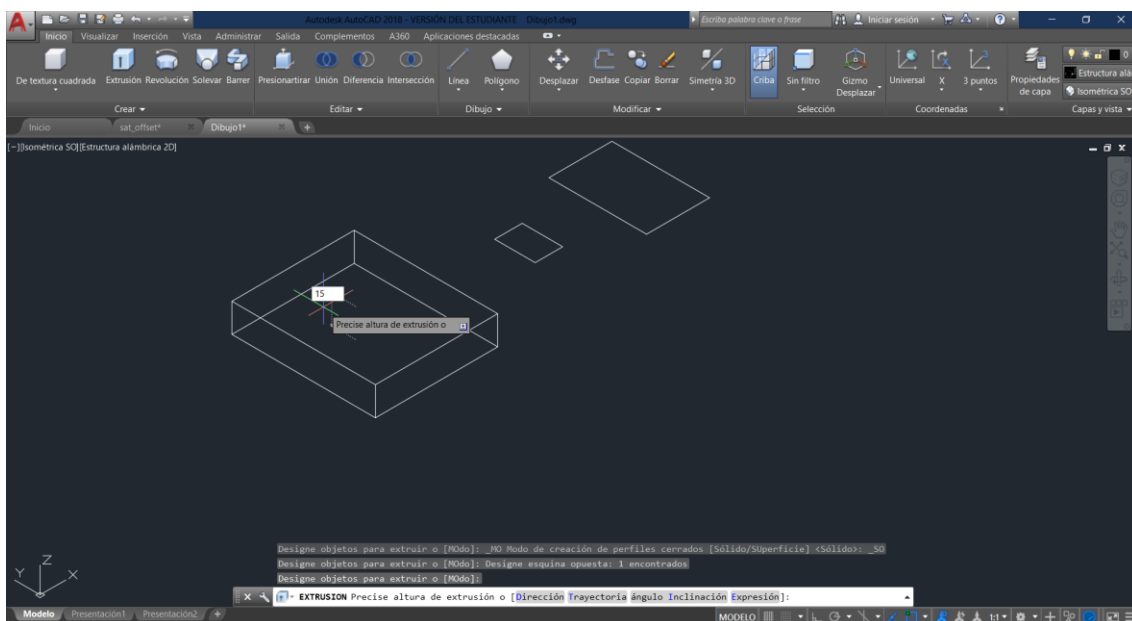 Autodesk AutoCAD 2018 - VERSIÓN DEL ESTUDIANTE Dibujo1.dwg
Escriba palabra clave o frase
Iniciar sesión
Inicio Visualizar Inserción Vista Administrar Salida Complementos A360 Aplicaciones destacadas
De textura cuadrada Extrusión Revolución Solevar Barrer Presionartirar Unión Diferencia Intersección Línea Polígono Desplazar Desfase Copiar Borrar Simetría 3D Criba Sin filtro Gizmo Desplazar Universal X 3 puntos Propiedades de capa
0
Estructura alá
Isométrica SO
Crear Editar Dibujo Modificar Selección Coordenadas Capas y vista
Inicio sat_offset* Dibujo1*
[−][Isométrica SO][Estructura alámbrica 2D]
15
Precise altura de extrusión o
Designe objetos para extruir o [MOdo]: _MO Modo de creación de perfiles cerrados [Sólido/SUperficie] <Sólido>: _SO
Designe objetos para extruir o [MOdo]: Designe esquina opuesta: 1 encontrados
Designe objetos para extruir o [MOdo]:
EXTRUSION Precise altura de extrusión o [Dirección Trayectoria ángulo Inclinación Expresión]:
Z
Y
X
Modelo Presentación1 Presentación2
MODELO
1:1